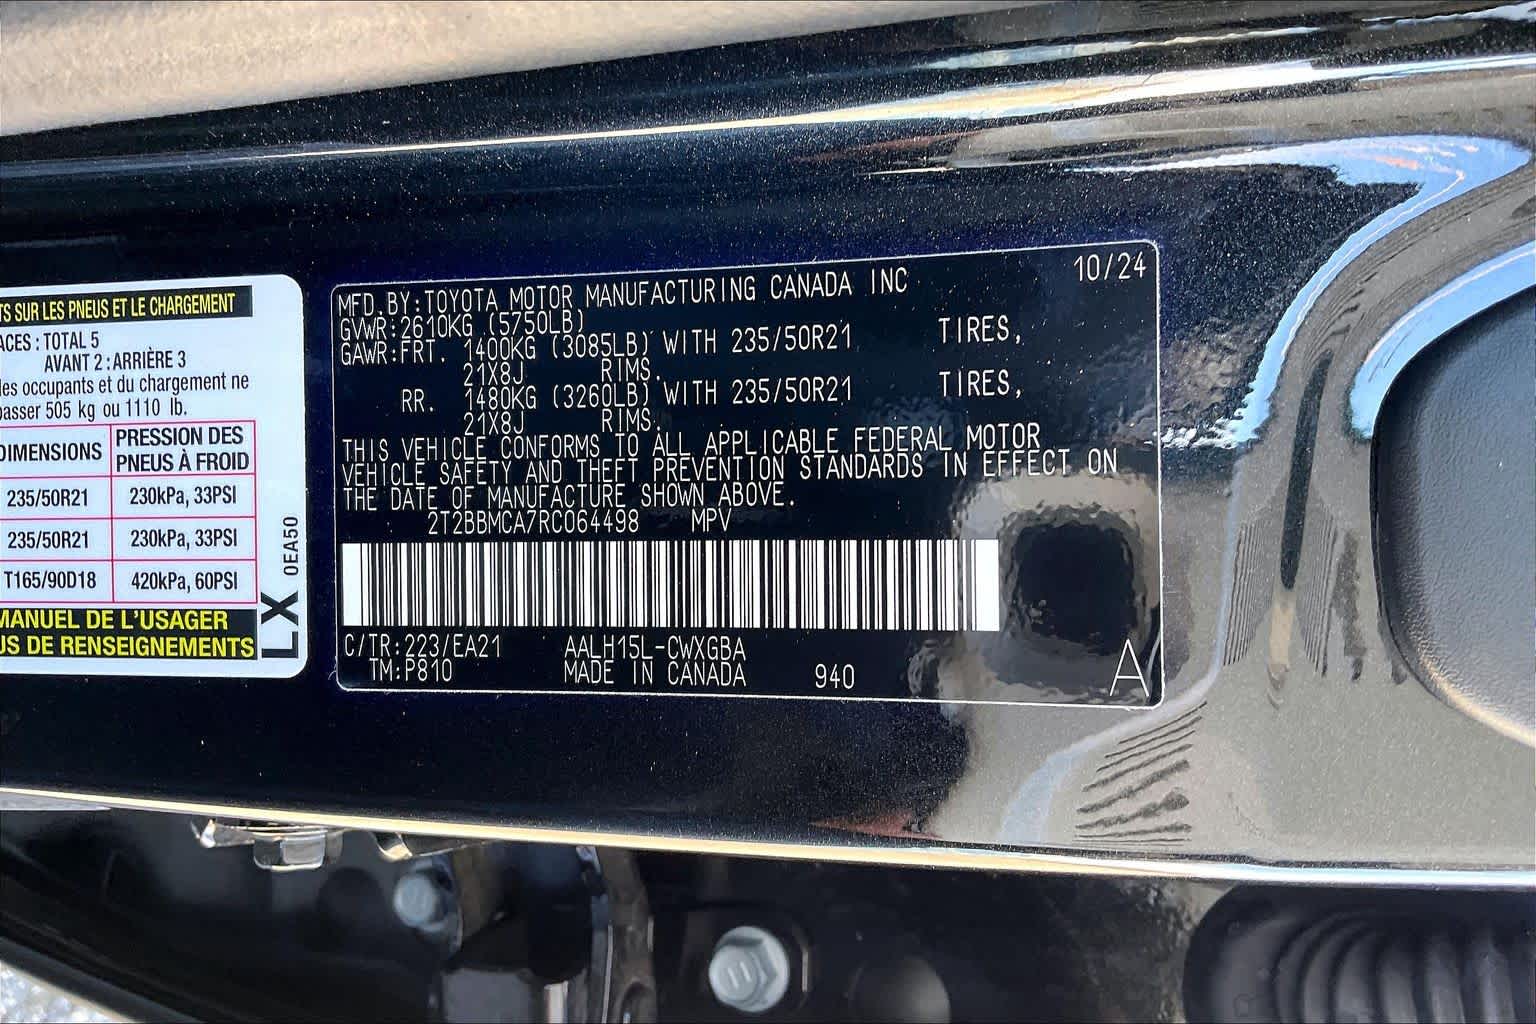 TS SUR LES PNEUS ET LE CHARGEMENT
ACES : TOTAL 5
AVANT 2 : ARRIÈRE 3
les occupants et du chargement ne
passer 505 kg ou 1110 lb.
DIMENSIONS PRESSION DES PNEUS À FROID
235/50R21 230kPa, 33PSI
235/50R21 230kPa, 33PSI
T165/90D18 420kPa, 60PSI
MANUEL DE L'USAGER
US DE RENSEIGNEMENTS
LX 0EA50
10/24
MFD.BY:TOYOTA MOTOR MANUFACTURING CANADA INC
GVWR:2610KG (5750LB)
GAWR:FRT. 1400KG (3085LB) WITH 235/50R21 TIRES,
21X8J RIMS.
RR. 1480KG (3260LB) WITH 235/50R21 TIRES,
21X8J RIMS.
THIS VEHICLE CONFORMS TO ALL APPLICABLE FEDERAL MOTOR
VEHICLE SAFETY AND THEFT PREVENTION STANDARDS IN EFFECT ON
THE DATE OF MANUFACTURE SHOWN ABOVE.
2T2BBMCA7RC064498 MPV
C/TR:223/EA21 AALH15L-CWXGBA
TM:P810 MADE IN CANADA 940
A